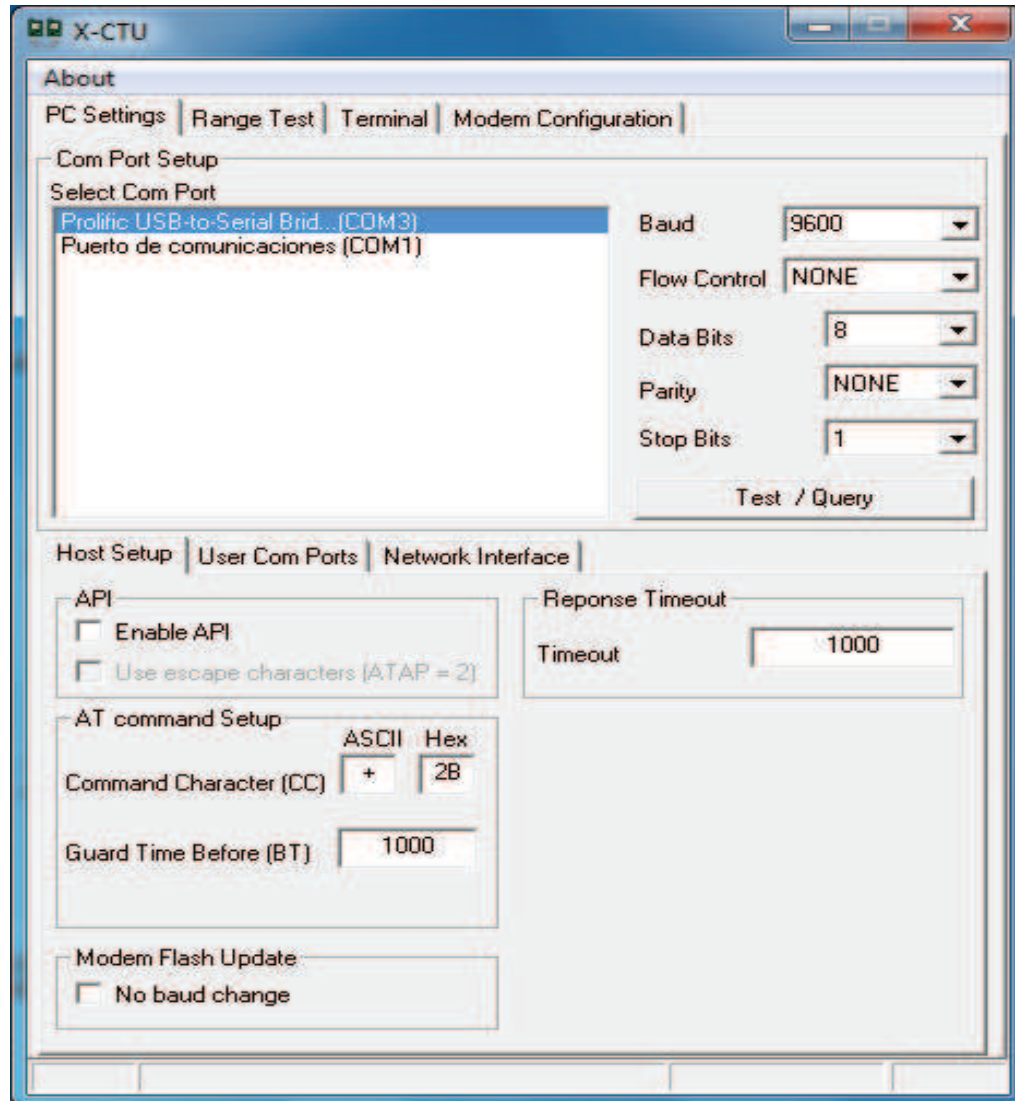 X-CTU
About
PC Settings Range Test Terminal Modem Configuration
Com Port Setup
Select Com Port
Prolific USB-to-Serial Brid...(COM3)
Puerto de comunicaciones (COM1)
Baud 9600
Flow Control NONE
Data Bits 8
Parity NONE
Stop Bits 1
Test / Query
Host Setup User Com Ports Network Interface
API
Enable API
Use escape characters (ATAP = 2)
Reponse Timeout
Timeout 1000
AT command Setup
ASCII Hex
Command Character (CC) + 2B
Guard Time Before (BT) 1000
Modem Flash Update
No baud change